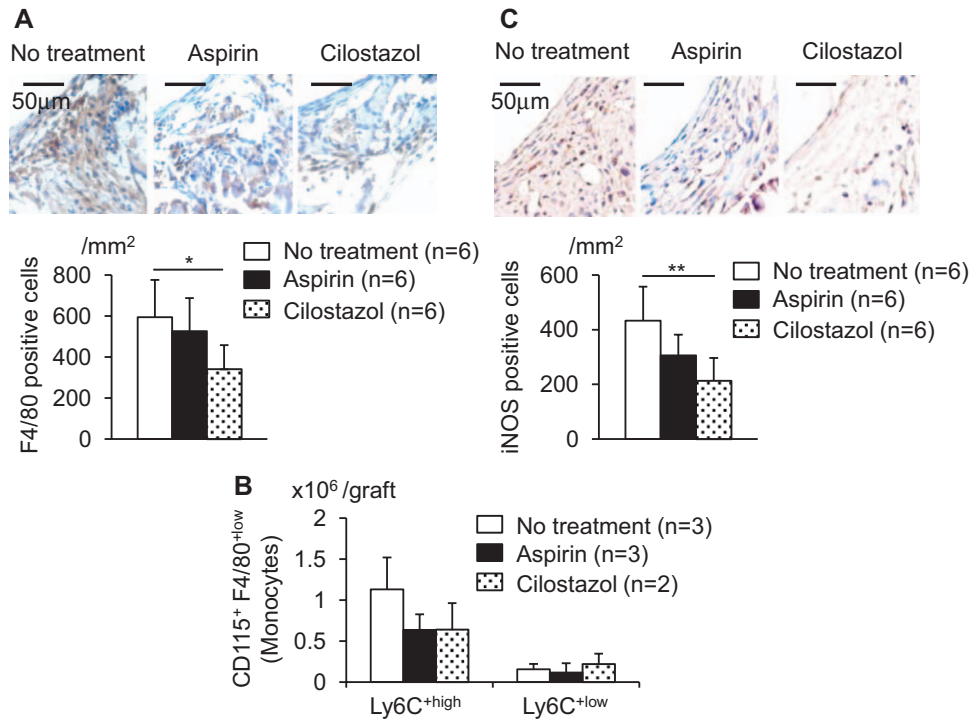 A
No treatment Aspirin Cilostazol
50μm
/mm²
F4/80 positive cells
800
600
400
200
0
*
No treatment (n=6)
Aspirin (n=6)
Cilostazol (n=6)
C
No treatment Aspirin Cilostazol
50μm
/mm²
iNOS positive cells
600
400
200
0
**
No treatment (n=6)
Aspirin (n=6)
Cilostazol (n=6)
B
x10⁶ /graft
CD115⁺ F4/80⁺ˡᵒʷ
(Monocytes)
2
1.5
1
0.5
0
No treatment (n=3)
Aspirin (n=3)
Cilostazol (n=2)
Ly6C⁺ʰⁱᵍʰ Ly6C⁺ˡᵒʷ